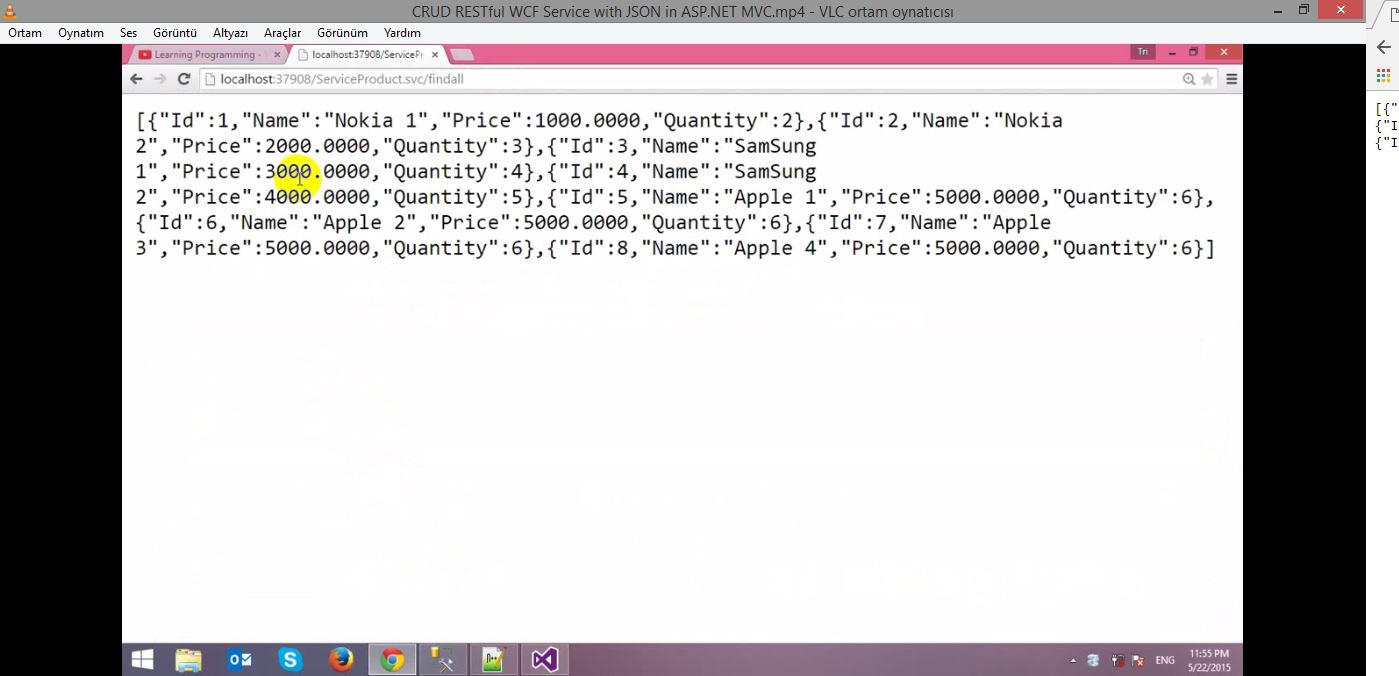 CRUD RESTful WCF Service with JSON in ASP.NET MVC.mp4 - VLC ortam oynatıcısı
Ortam Oynatım Ses Görüntü Altyazı Araçlar Görünüm Yardım
Learning Programming - localhost:37908/ServicePr Tri
localhost:37908/ServiceProduct.svc/findall
[{"Id":1,"Name":"Nokia 1","Price":1000.0000,"Quantity":2},{"Id":2,"Name":"Nokia
2","Price":2000.0000,"Quantity":3},{"Id":3,"Name":"SamSung
1","Price":3000.0000,"Quantity":4},{"Id":4,"Name":"SamSung
2","Price":4000.0000,"Quantity":5},{"Id":5,"Name":"Apple 1","Price":5000.0000,"Quantity":6},
{"Id":6,"Name":"Apple 2","Price":5000.0000,"Quantity":6},{"Id":7,"Name":"Apple
3","Price":5000.0000,"Quantity":6},{"Id":8,"Name":"Apple 4","Price":5000.0000,"Quantity":6}]
[{"
{"I
{"I
ENG 11:55 PM
5/22/2015